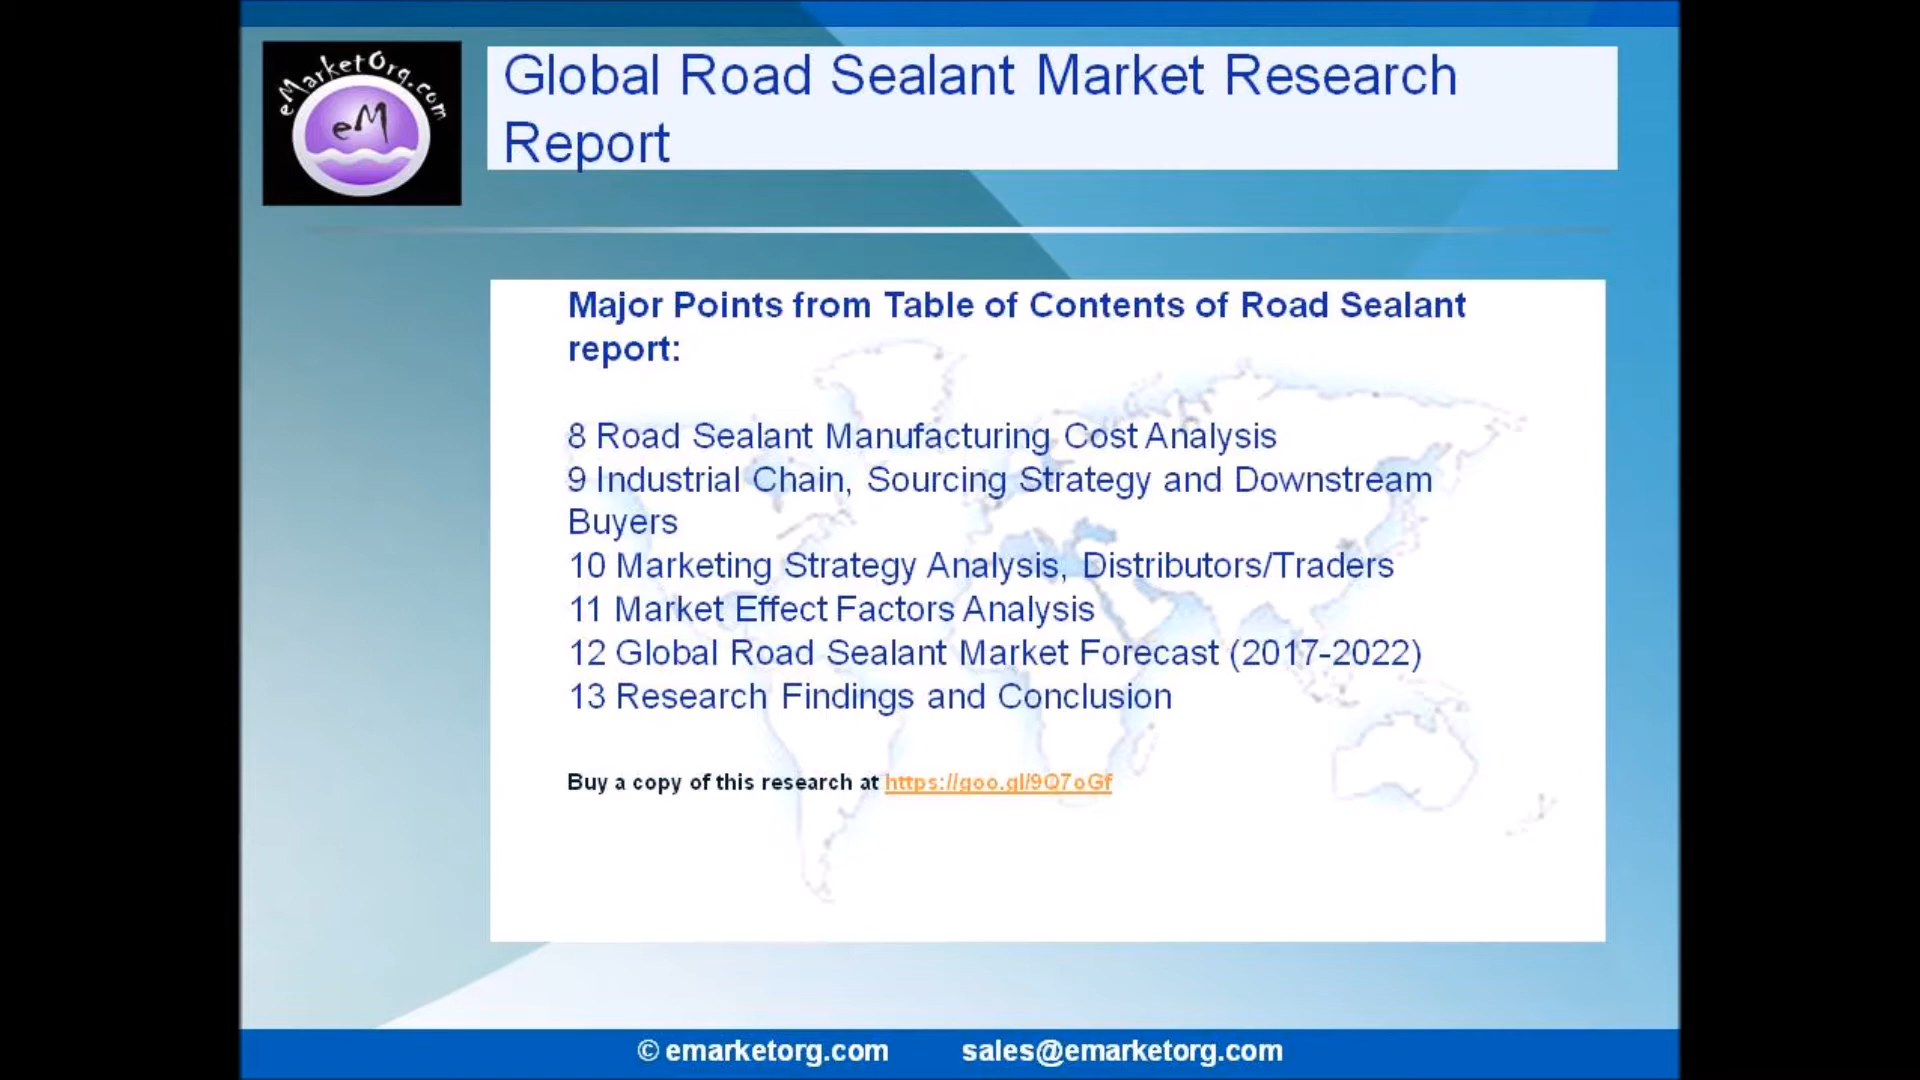 eMarketOrg.com
eM
Global Road Sealant Market Research
Report
Major Points from Table of Contents of Road Sealant
report:
8 Road Sealant Manufacturing Cost Analysis
9 Industrial Chain, Sourcing Strategy and Downstream
Buyers
10 Marketing Strategy Analysis, Distributors/Traders
11 Market Effect Factors Analysis
12 Global Road Sealant Market Forecast (2017-2022)
13 Research Findings and Conclusion
Buy a copy of this research at https://goo.gl/9Q7oGf
© emarketorg.com sales@emarketorg.com